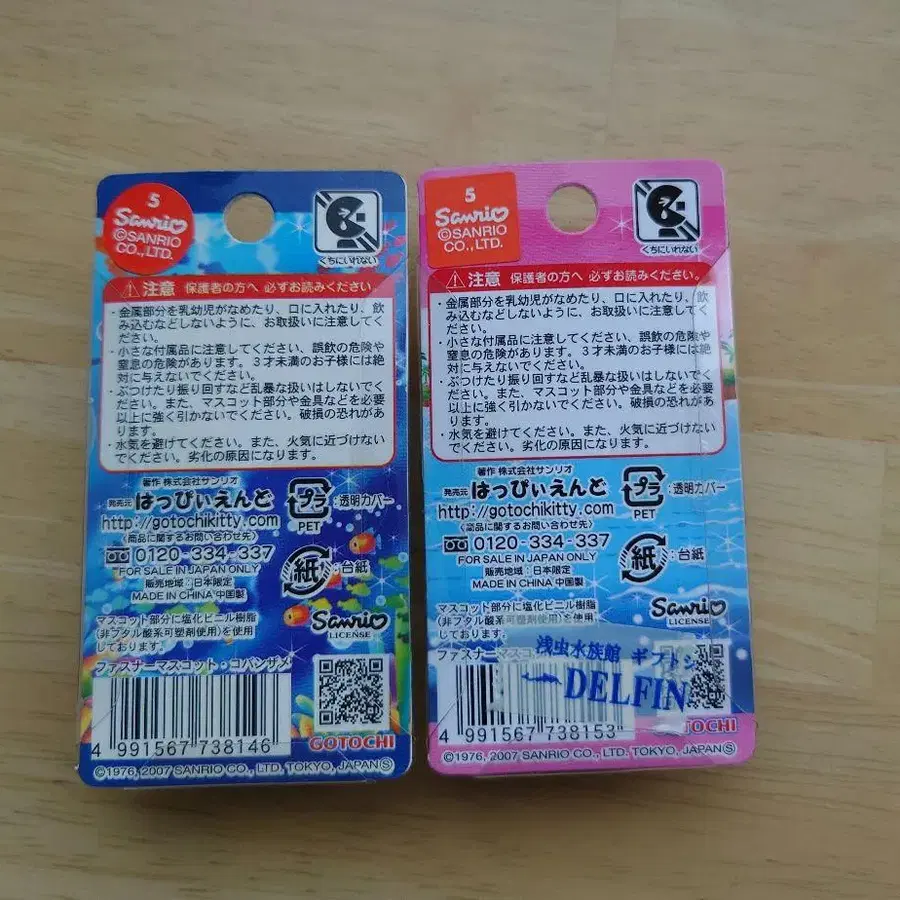 5
Sanrio
©SANRIO
CO.,LTD.
くちにいれない
注意 保護者の方へ 必ずお読みください。
・金属部分を乳幼児がなめたり、口に入れたり、飲
み込むなどしないように、お取扱いに注意してく
ださい。
・小さな付属品に注意してください、誤飲の危険や
窒息の危険があります。3才未満のお子様には絶
対に与えないでください。
・ぶつけたり振り回すなど乱暴な扱いはしないでく
ださい。また、マスコット部分や金具などを必要
以上に強く引かないでください。破損の恐れがあ
ります。
・水気を避けてください。また、火気に近づけない
でください。劣化の原因になります。
著作 株式会社サンリオ
発売元 はっぴぃえんど
http://gotochikitty.com
〈商品に関するお問い合わせ先〉
0120-334-337
FOR SALE IN JAPAN ONLY
販売地域:日本限定
MADE IN CHINA 中国製
プラ :透明カバー
PET
紙 :台紙
マスコット部分に塩化ビニル樹脂
(非フタル酸系可塑剤使用)を使用
しております。
Sanrio
LICENSE
ファスナーマスコット・コバンザメ
4 991567 738146
GOTOCHI
©1976, 2007 SANRIO CO., LTD. TOKYO, JAPAN Ⓢ
5
Sanrio
©SANRIO
CO.,LTD.
くちにいれない
注意 保護者の方へ 必ずお読みください。
・金属部分を乳幼児がなめたり、口に入れたり、飲
み込むなどしないように、お取扱いに注意してく
ださい。
・小さな付属品に注意してください、誤飲の危険や
窒息の危険があります。3才未満のお子様には絶
対に与えないでください。
・ぶつけたり振り回すなど乱暴な扱いはしないでく
ださい。また、マスコット部分や金具などを必要
以上に強く引かないでください。破損の恐れがあ
ります。
・水気を避けてください。また、火気に近づけない
でください。劣化の原因になります。
著作 株式会社サンリオ
発売元 はっぴぃえんど
http://gotochikitty.com
〈商品に関するお問い合わせ先〉
0120-334-337
FOR SALE IN JAPAN ONLY
販売地域:日本限定
MADE IN CHINA 中国製
プラ :透明カバー
PET
紙 :台紙
マスコット部分に塩化ビニル樹脂
(非フタル酸系可塑剤使用)を使用
しております。
Sanrio
LICENSE
ファスナーマスコ
浅虫水族館 ギフトシ
DELFIN
4 991567 738153
GOTOCHI
©1976, 2007 SANRIO CO., LTD. TOKYO, JAPAN Ⓢ